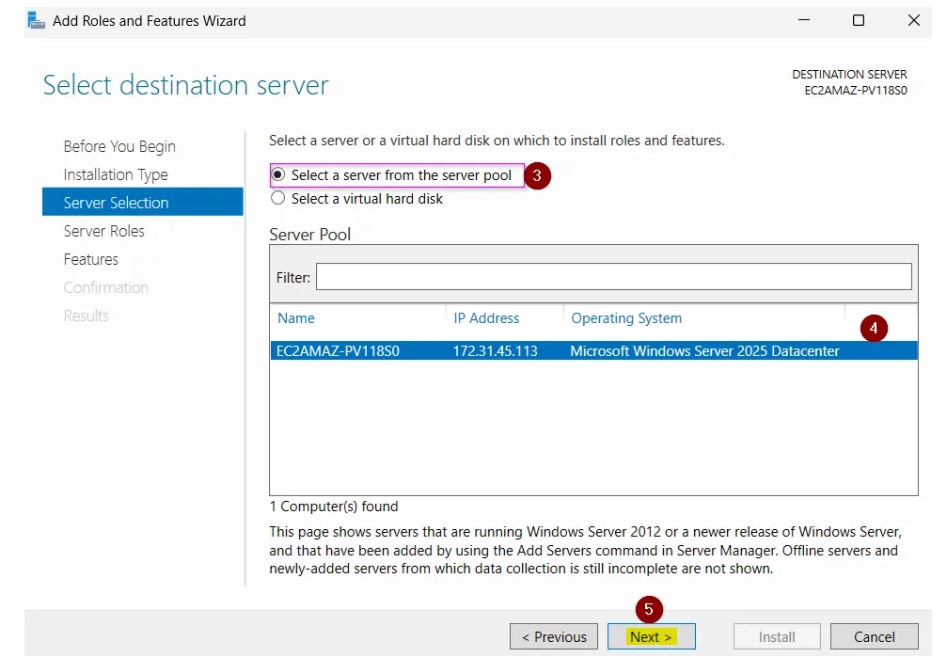 Add Roles and Features Wizard
Select destination server
DESTINATION SERVER
EC2AMAZ-PV118S0
Before You Begin
Installation Type
Server Selection
Server Roles
Features
Confirmation
Results
Select a server or a virtual hard disk on which to install roles and features.
Select a server from the server pool 3
Select a virtual hard disk
Server Pool
Filter:
Name IP Address Operating System
4
EC2AMAZ-PV118S0 172.31.45.113 Microsoft Windows Server 2025 Datacenter
1 Computer(s) found
This page shows servers that are running Windows Server 2012 or a newer release of Windows Server,
and that have been added by using the Add Servers command in Server Manager. Offline servers and
newly-added servers from which data collection is still incomplete are not shown.
5
< Previous Next > Install Cancel